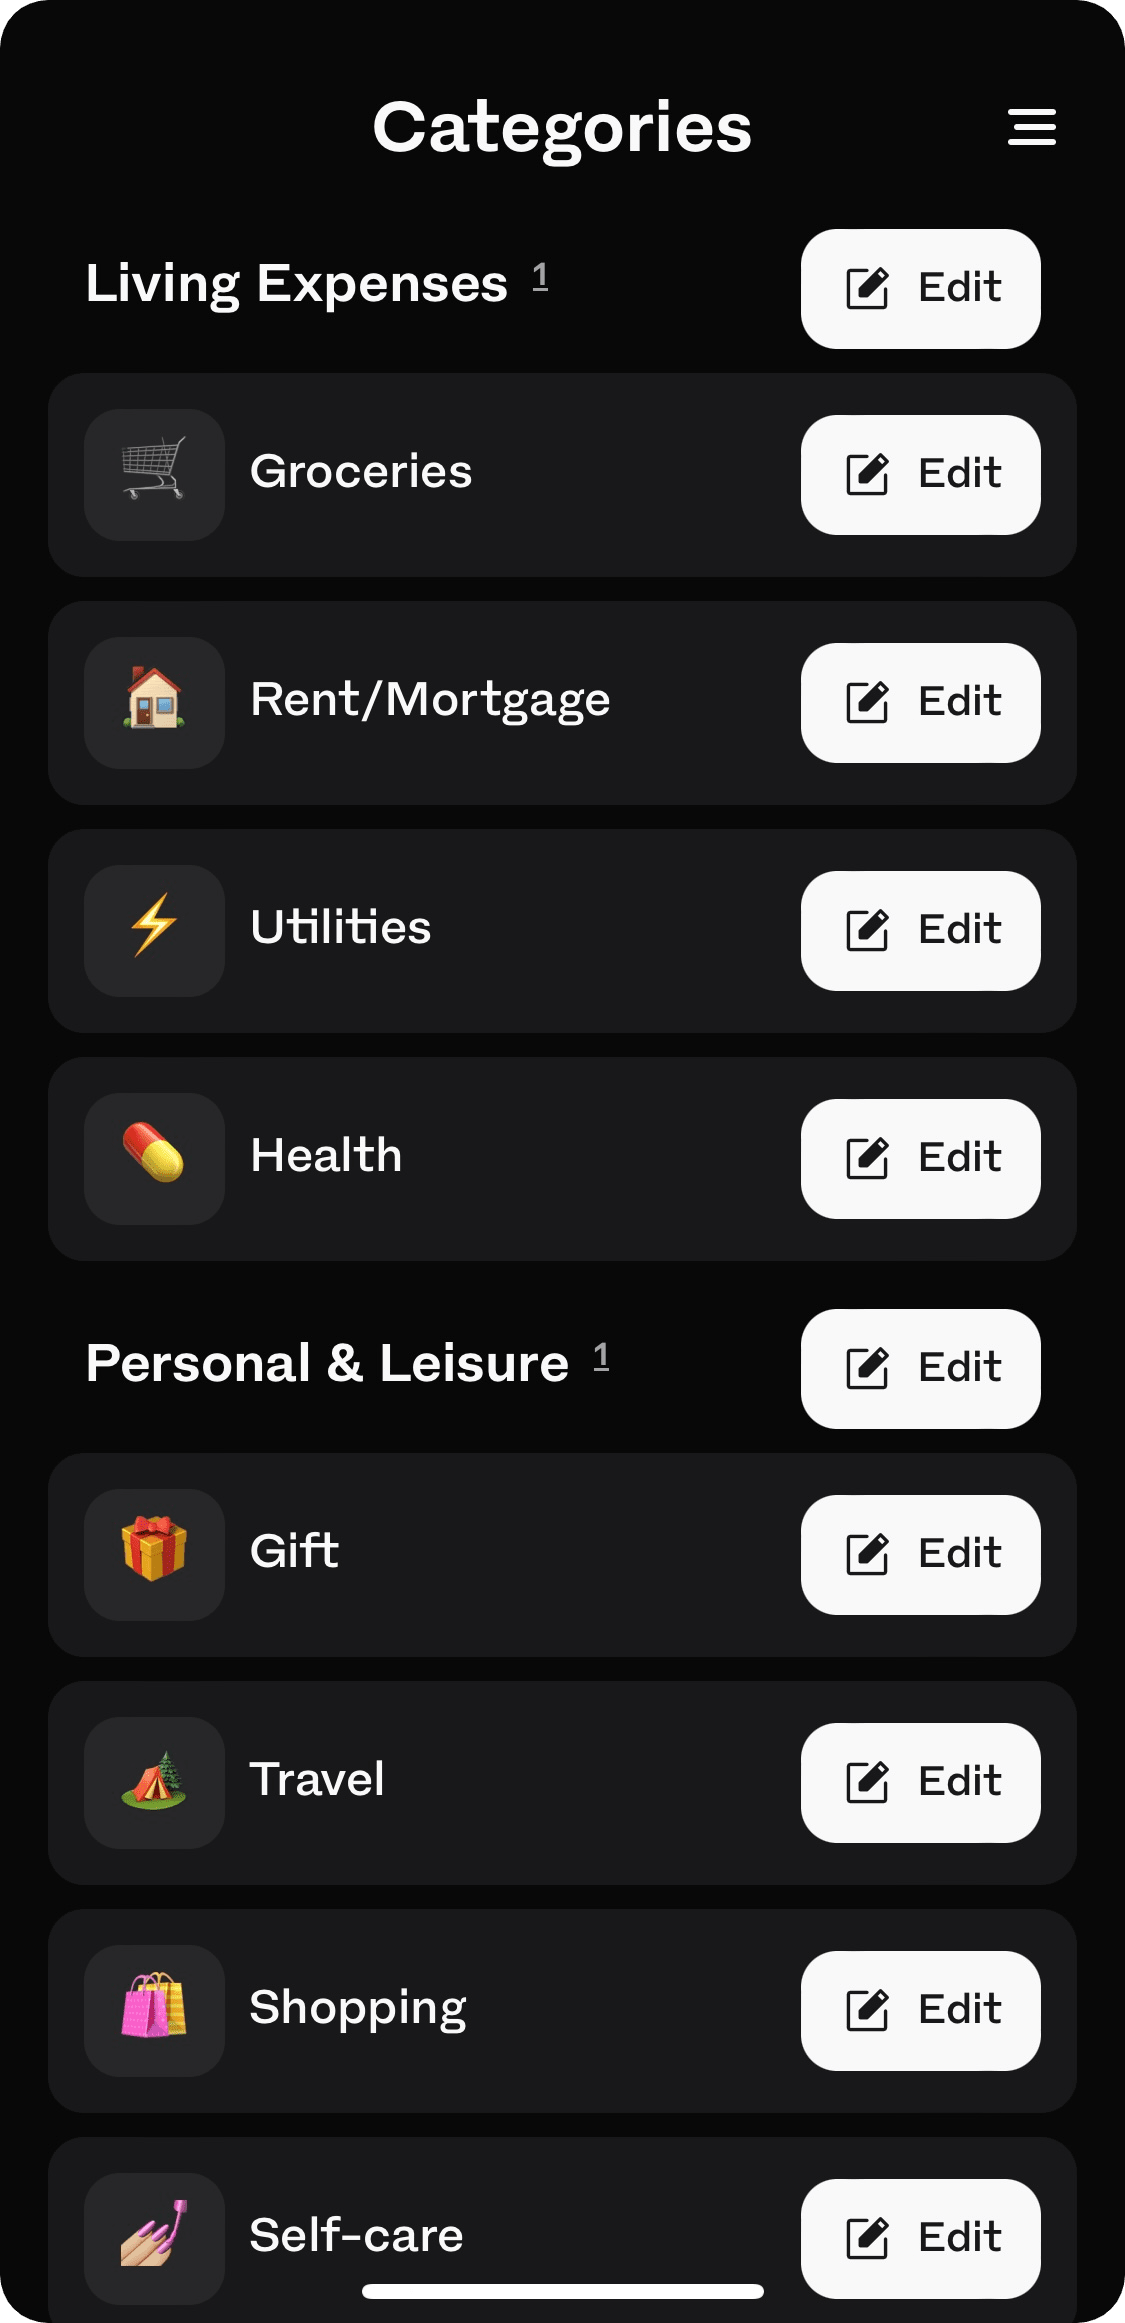 Categories
Living Expenses 1
Edit
Groceries
Edit
Rent/Mortgage
Edit
Utilities
Edit
Health
Edit
Personal & Leisure 1
Edit
Gift
Edit
Travel
Edit
Shopping
Edit
Self-care
Edit